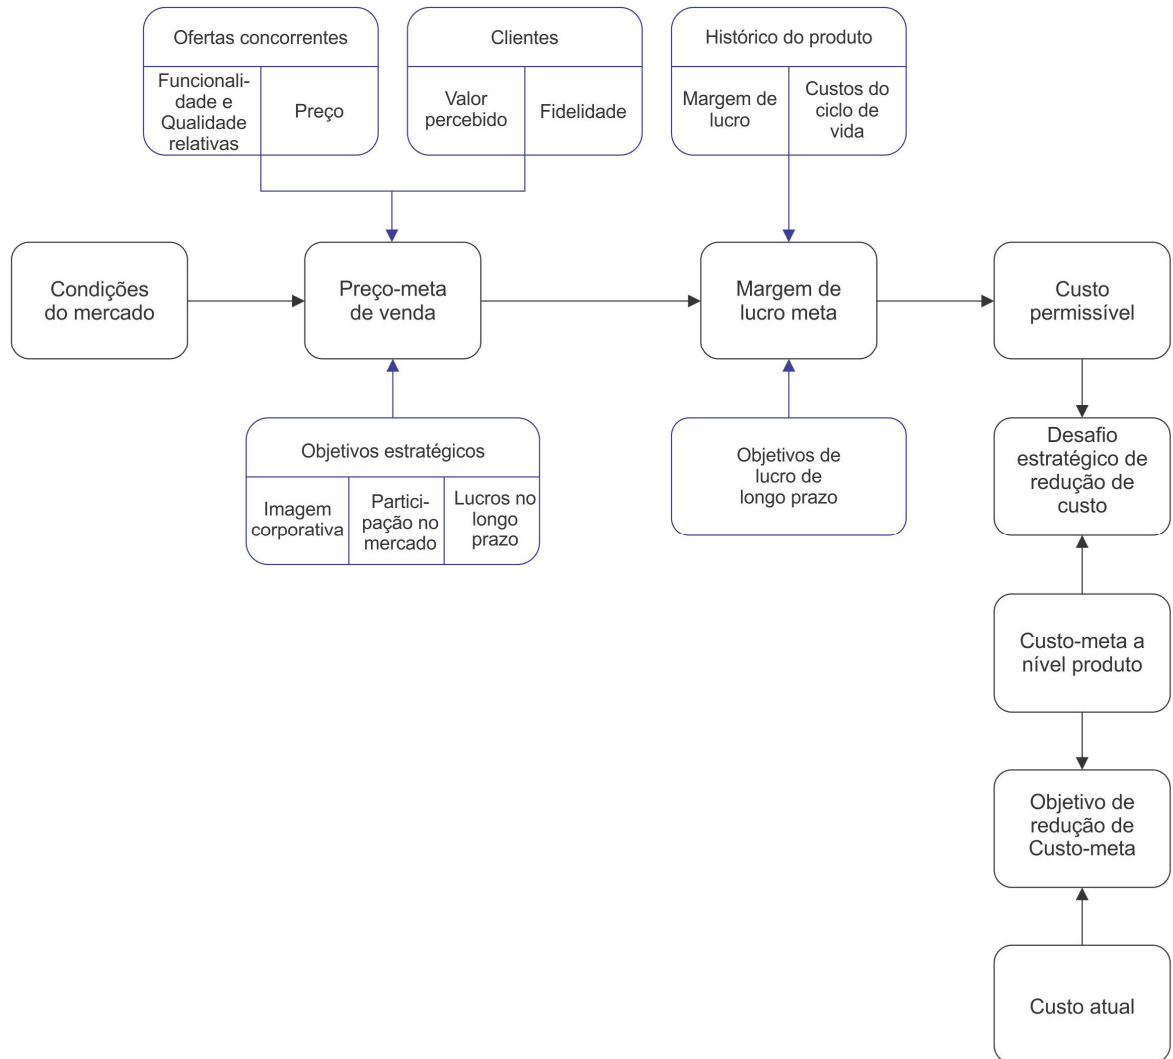 Ofertas concorrentes
Funcionali-
dade e
Qualidade
relativas
Preço
Clientes
Valor
percebido
Fidelidade
Histórico do produto
Margem de
lucro
Custos do
ciclo de
vida
Condições
do mercado
Preço-meta
de venda
Margem de
lucro meta
Custo
permissível
Objetivos estratégicos
Imagem
corporativa
Partici-
pação no
mercado
Lucros no
longo
prazo
Objetivos de
lucro de
longo prazo
Desafio
estratégico de
redução de
custo
Custo-meta a
nível produto
Objetivo de
redução de
Custo-meta
Custo atual